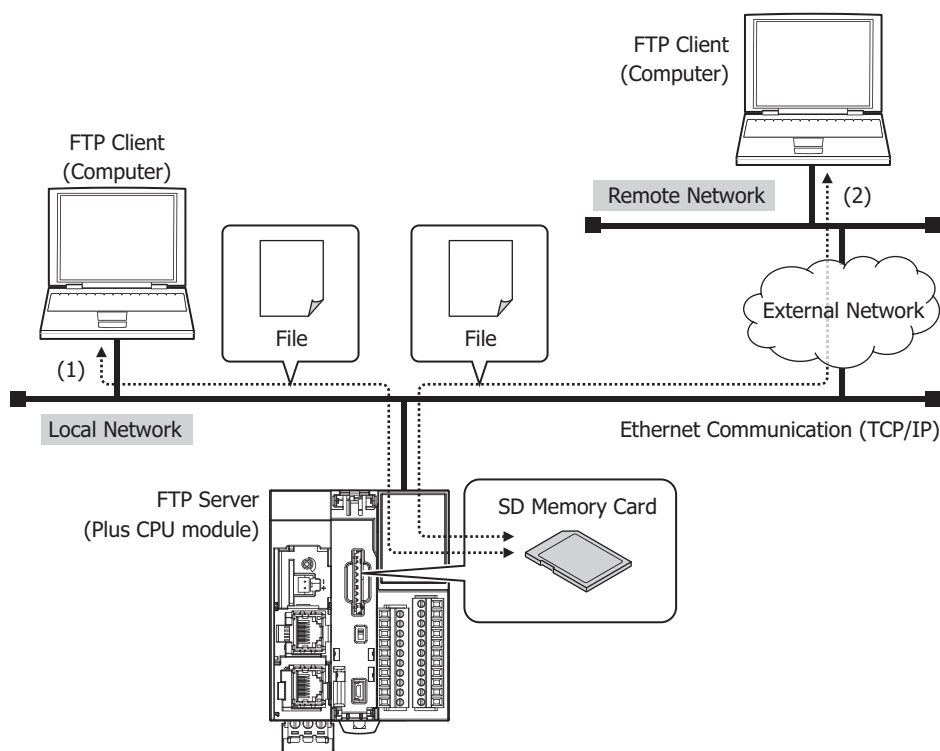 FTP Client
(Computer)
FTP Client
(Computer)
Remote Network
(2)
External Network
File
File
(1)
Local Network
Ethernet Communication (TCP/IP)
FTP Server
(Plus CPU module)
SD Memory Card